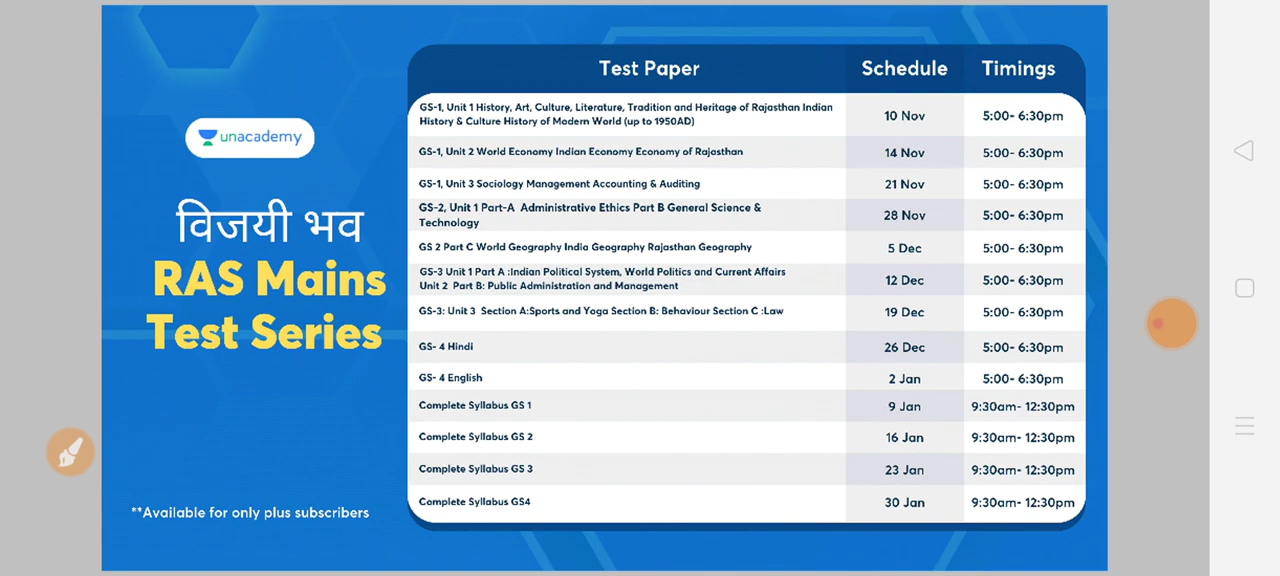 unacademy
विजयी भव
RAS Mains
Test Series
**Available for only plus subscribers
Test Paper Schedule Timings
GS-1, Unit 1 History, Art, Culture, Literature, Tradition and Heritage of Rajasthan Indian
History & Culture History of Modern World (up to 1950AD) 10 Nov 5:00- 6:30pm
GS-1, Unit 2 World Economy Indian Economy Economy of Rajasthan 14 Nov 5:00- 6:30pm
GS-1, Unit 3 Sociology Management Accounting & Auditing 21 Nov 5:00- 6:30pm
GS-2, Unit 1 Part-A Administrative Ethics Part B General Science &
Technology 28 Nov 5:00- 6:30pm
GS 2 Part C World Geography India Geography Rajasthan Geography 5 Dec 5:00- 6:30pm
GS-3 Unit 1 Part A :Indian Political System, World Politics and Current Affairs
Unit 2 Part B: Public Administration and Management 12 Dec 5:00- 6:30pm
GS-3: Unit 3 Section A:Sports and Yoga Section B: Behaviour Section C :Law 19 Dec 5:00- 6:30pm
GS- 4 Hindi 26 Dec 5:00- 6:30pm
GS- 4 English 2 Jan 5:00- 6:30pm
Complete Syllabus GS 1 9 Jan 9:30am- 12:30pm
Complete Syllabus GS 2 16 Jan 9:30am- 12:30pm
Complete Syllabus GS 3 23 Jan 9:30am- 12:30pm
Complete Syllabus GS4 30 Jan 9:30am- 12:30pm